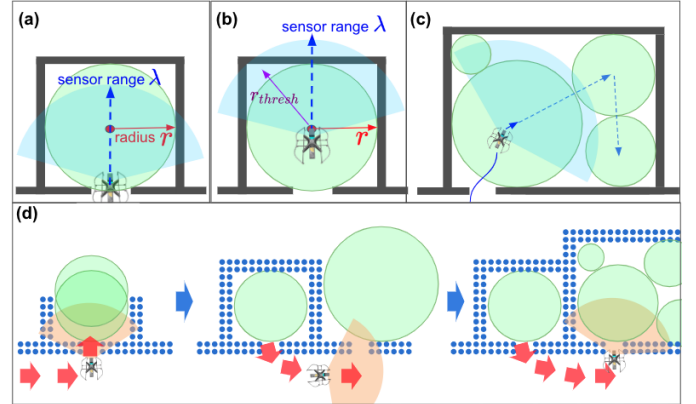 (a)
sensor range λ
radius r
(b)
sensor range λ
r_thresh
r
(c)
(d)